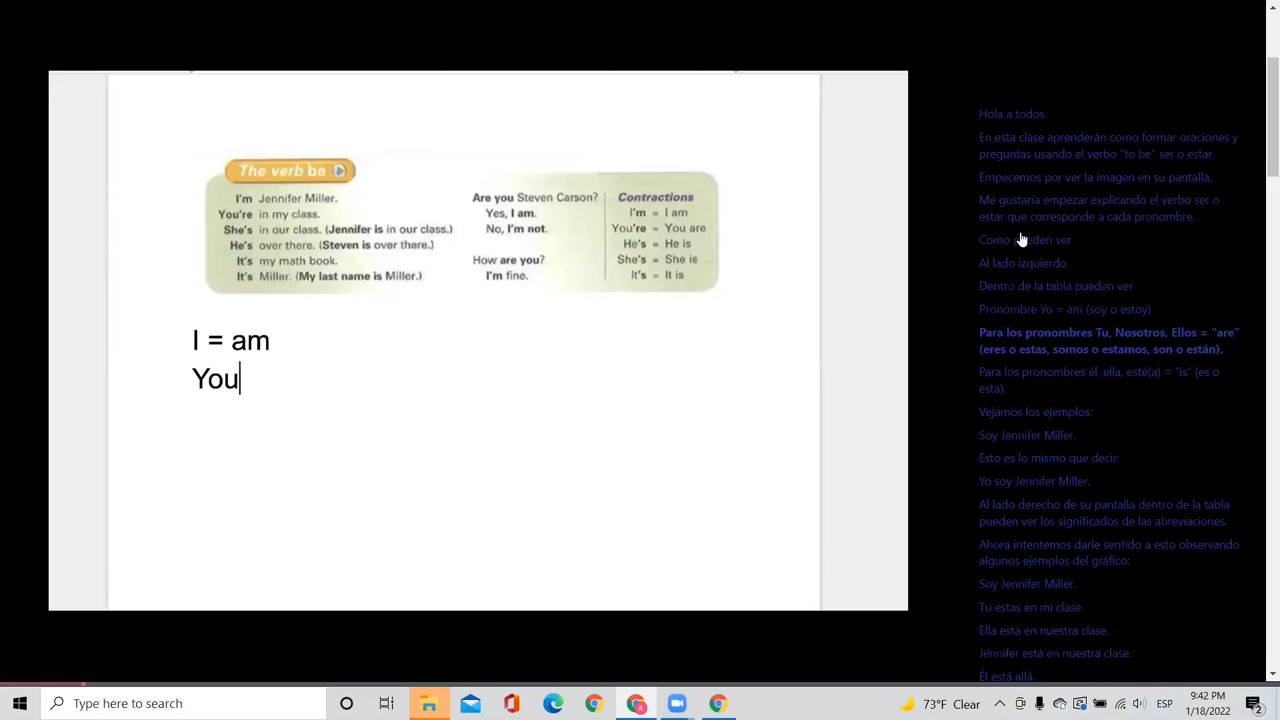 The verb be
I'm Jennifer Miller.
You're in my class.
She's in our class. (Jennifer is in our class.)
He's over there. (Steven is over there.)
It's my math book.
It's Miller. (My last name is Miller.)
Are you Steven Carson?
Yes, I am.
No, I'm not.
How are you?
I'm fine.
Contractions
I'm = I am
You're = You are
He's = He is
She's = She is
It's = It is
I = am
You
Hola a todos
En esta clase aprenderán como formar oraciones y
preguntas usando el verbo "to be" ser o estar.
Empecemos por ver la imagen en su pantalla.
Me gustaría empezar explicando el verbo ser o
estar que corresponde a cada pronombre.
Como pueden ver
Al lado izquierdo
Dentro de la tabla pueden ver
Pronombre Yo = am (soy o estoy)
Para los pronombres Tu, Nosotros, Ellos = "are"
(eres o estas, somos o estamos, son o están).
Para los pronombres él, ella, esté(a) = "is" (es o
esta).
Vejamos los ejemplos:
Soy Jennifer Miller.
Esto es lo mismo que decir:
Yo soy Jennifer Miller.
Al lado derecho de su pantalla dentro de la tabla
pueden ver los significados de las abreviaciones.
Ahora intentemos darle sentido a esto observando
algunos ejemplos del gráfico:
Soy Jennifer Miller.
Tu estas en mi clase.
Ella está en nuestra clase.
Jennifer está en nuestra clase.
Él está allá.
Type here to search
73°F Clear
ESP
9:42 PM
1/18/2022
2